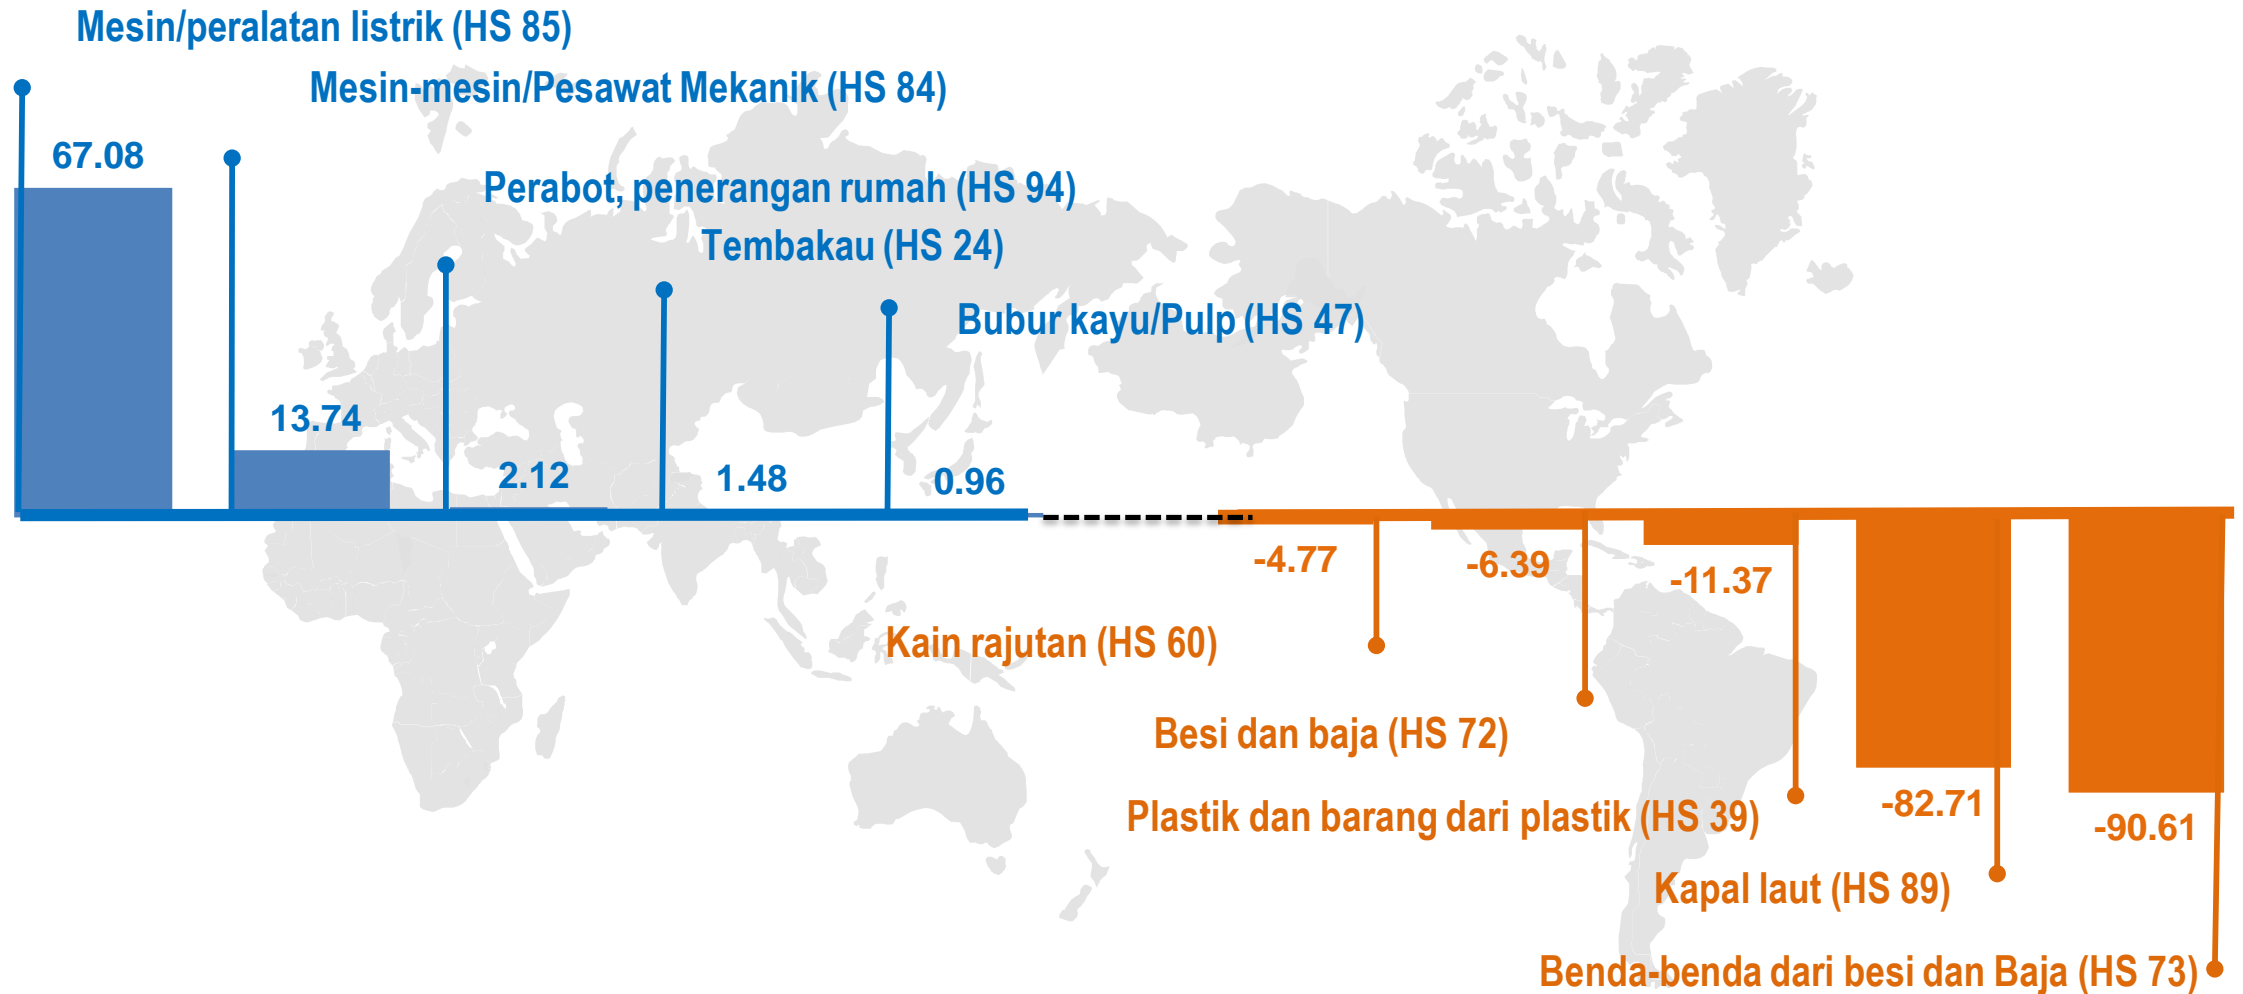 Mesin/peralatan listrik (HS 85)
Mesin-mesin/Pesawat Mekanik (HS 84)
67.08
Perabot, penerangan rumah (HS 94)
Tembakau (HS 24)
Bubur kayu/Pulp (HS 47)
13.74
2.12
1.48
0.96
-4.77
-6.39
-11.37
Kain rajutan (HS 60)
Besi dan baja (HS 72)
Plastik dan barang dari plastik (HS 39)
-82.71
-90.61
Kapal laut (HS 89)
Benda-benda dari besi dan Baja (HS 73)